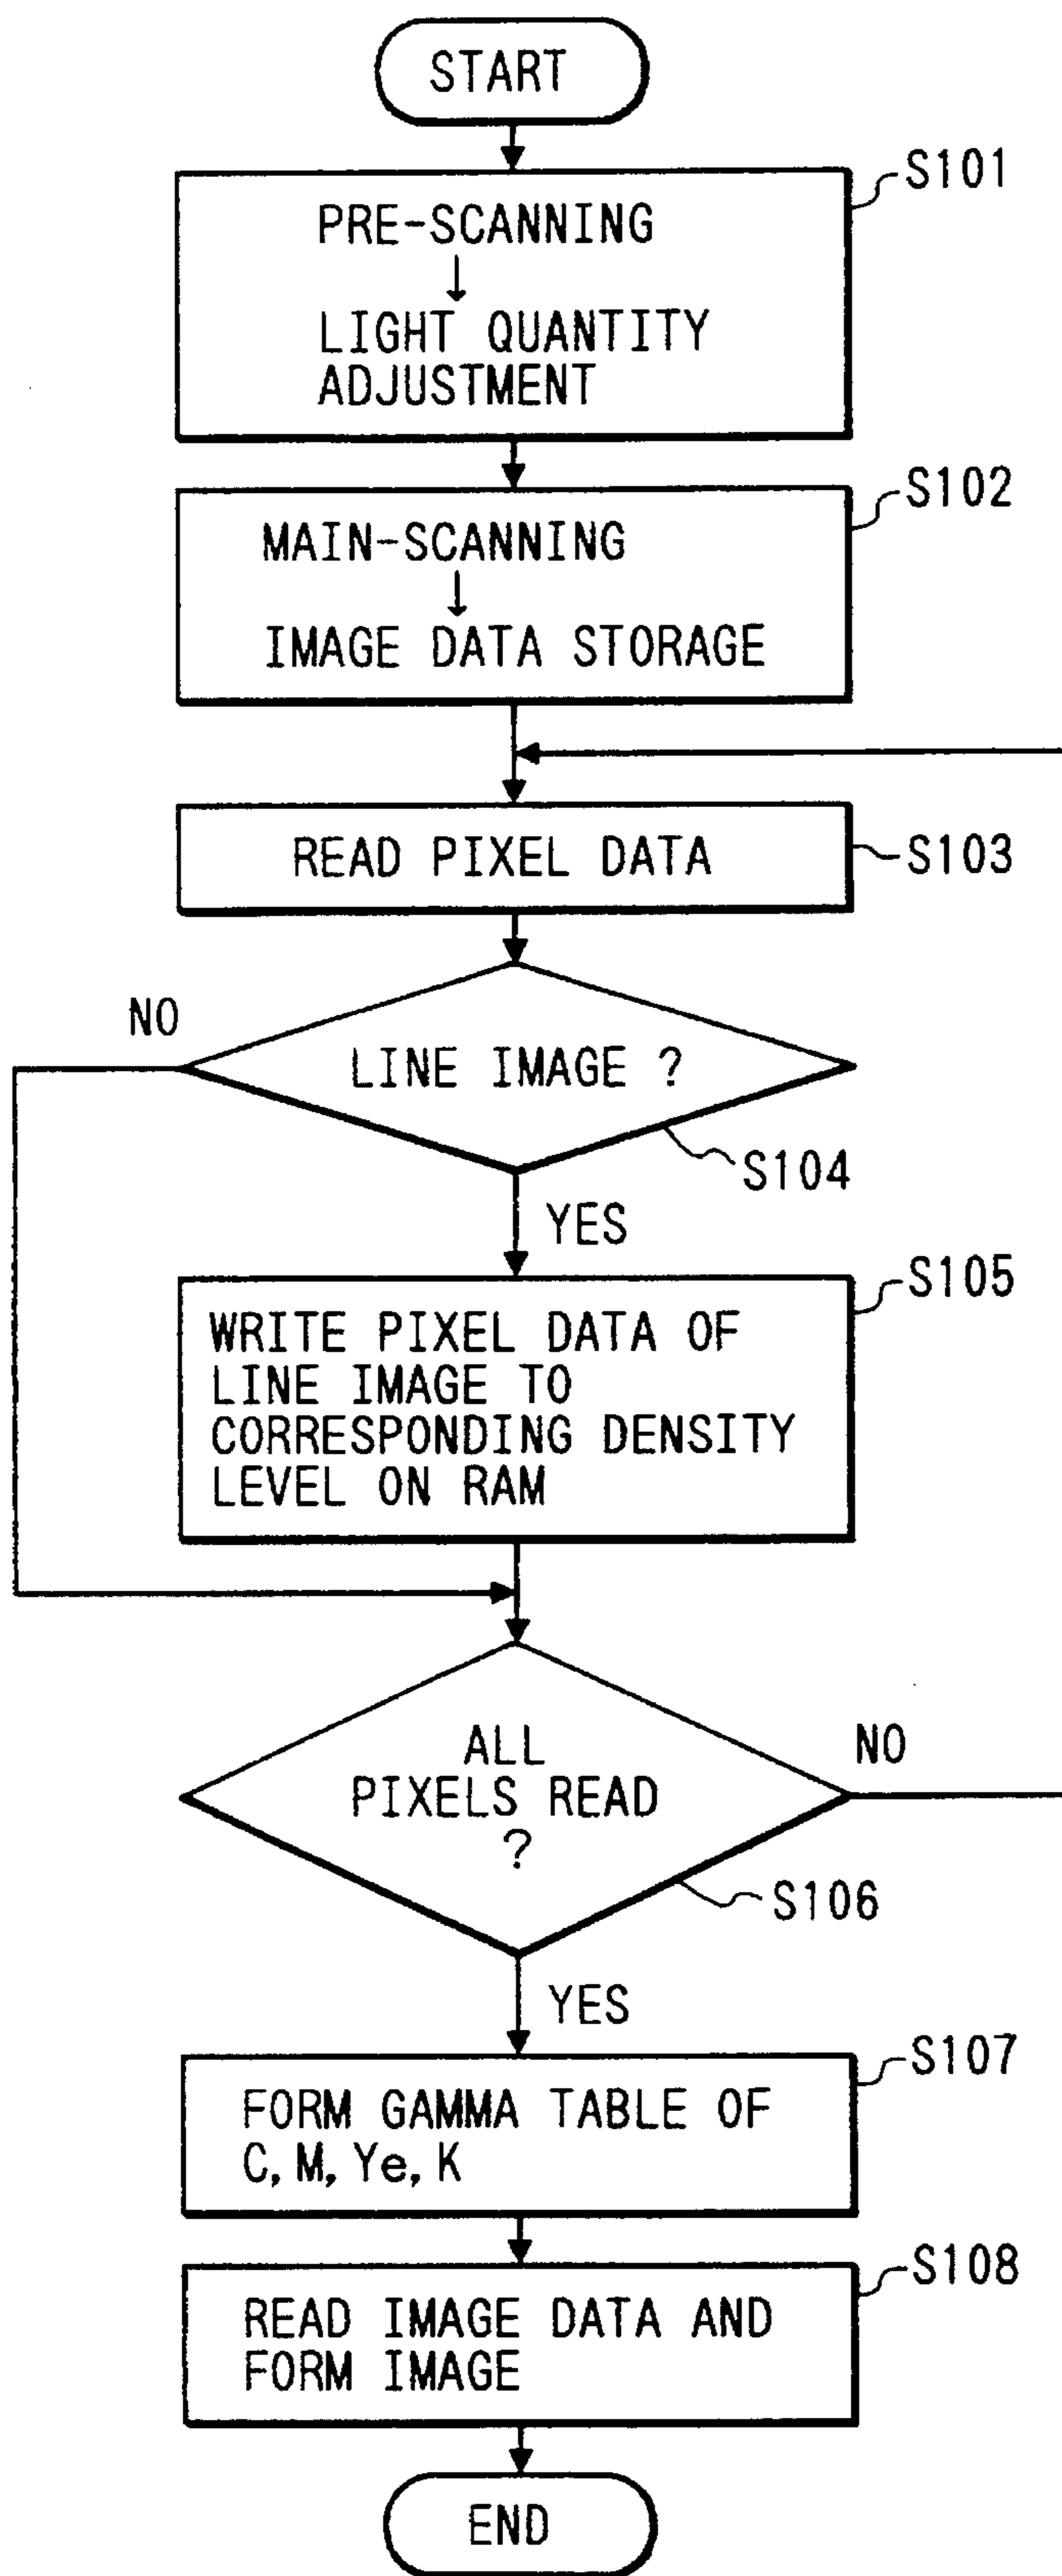 START
S101
PRE-SCANNING
LIGHT QUANTITY
ADJUSTMENT
S102
MAIN-SCANNING
IMAGE DATA STORAGE
READ PIXEL DATA
S103
NO
LINE IMAGE ?
S104
YES
S105
WRITE PIXEL DATA OF
LINE IMAGE TO
CORRESPONDING DENSITY
LEVEL ON RAM
ALL
PIXELS READ
?
NO
S106
YES
S107
FORM GAMMA TABLE OF
C, M, Ye, K
S108
READ IMAGE DATA AND
FORM IMAGE
END